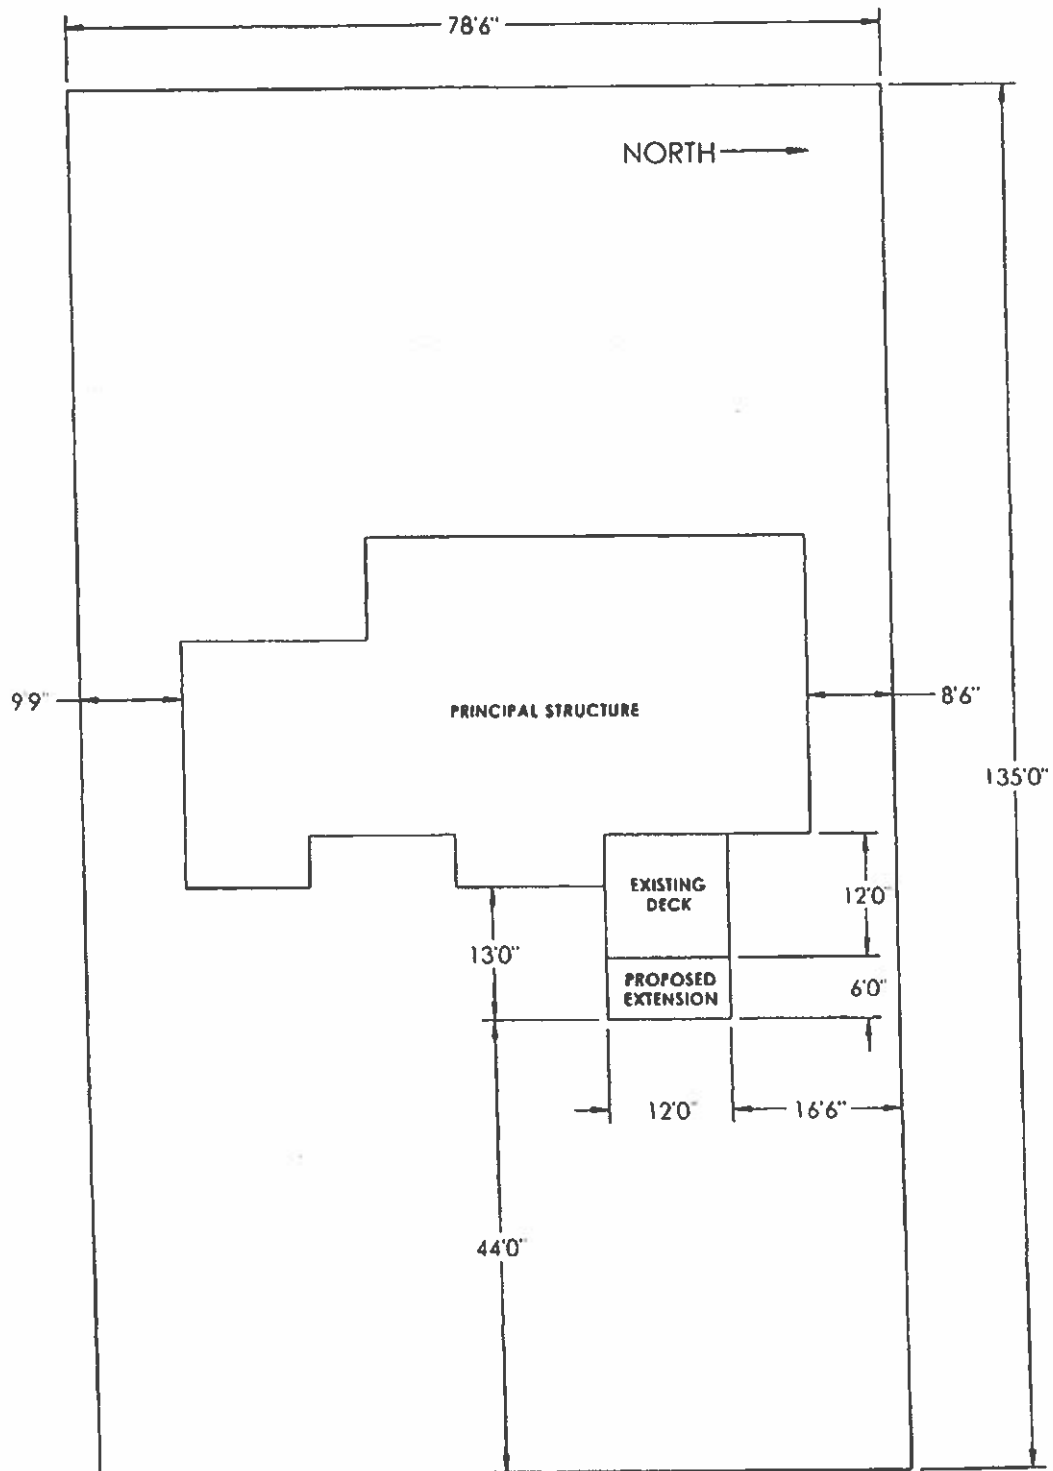 78'6"
NORTH
9'9"
PRINCIPAL STRUCTURE
8'6"
135'0"
EXISTING
DECK
12'0"
13'0"
PROPOSED
EXTENSION
6'0"
12'0"
16'6"
44'0"